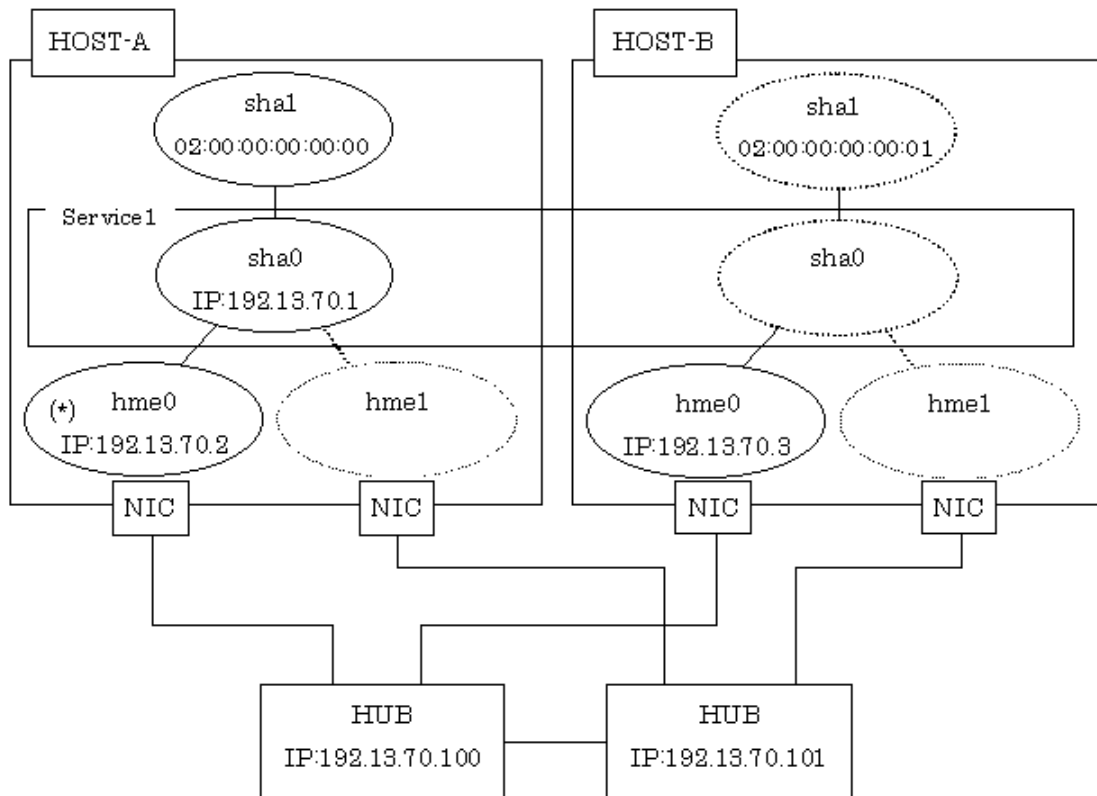 HOST-A
HOST-B
sha1
02:00:00:00:00:00
sha1
02:00:00:00:00:01
Service1
sha0
IP:192.13.70.1
sha0
(*)
hme0
IP:192.13.70.2
hme1
hme0
IP:192.13.70.3
hme1
NIC
NIC
NIC
NIC
HUB
IP:192.13.70.100
HUB
IP:192.13.70.101